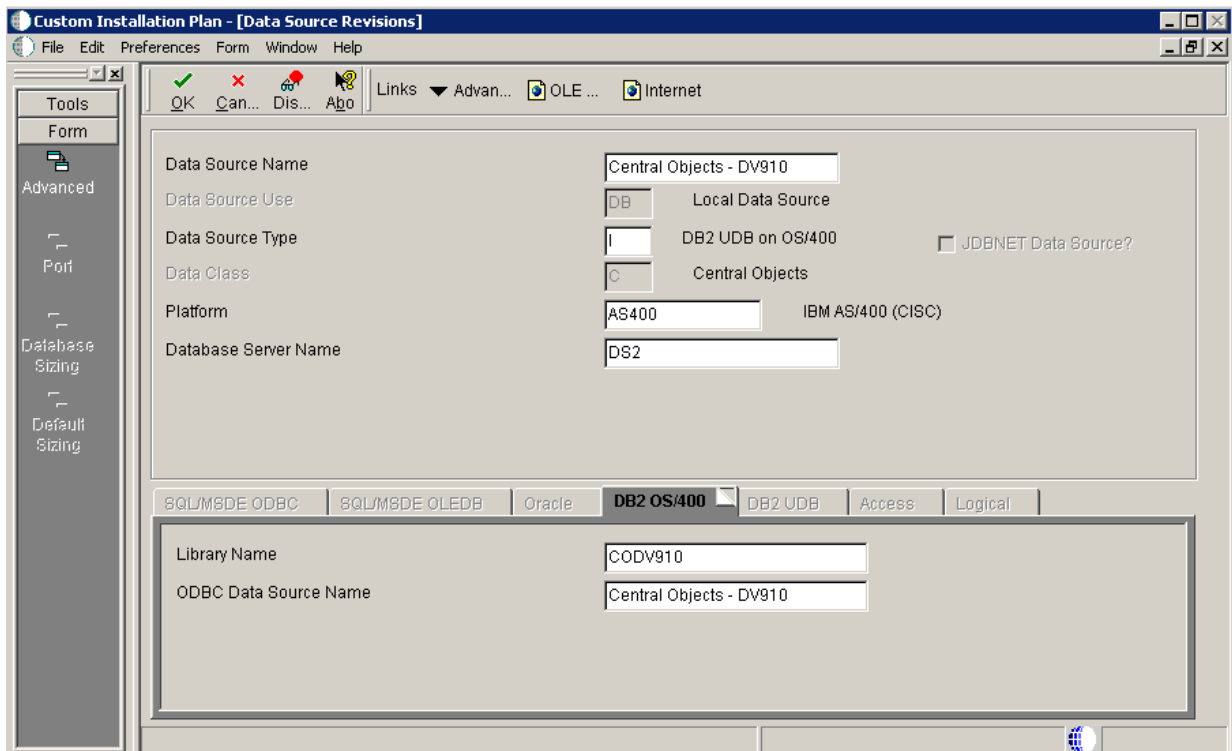 Custom Installation Plan - [Data Source Revisions]
File Edit Preferences Form Window Help
Tools
Form
Advanced
Port
Database
Sizing
Default
Sizing
OK Can... Dis... Abo Links Advan... OLE ... Internet
Data Source Name Central Objects - DV910
Data Source Use DB Local Data Source
Data Source Type I DB2 UDB on OS/400 JDBNET Data Source?
Data Class C Central Objects
Platform AS400 IBM AS/400 (CISC)
Database Server Name DS2
SQL/MSDE ODBC SQL/MSDE OLEDB Oracle DB2 OS/400 DB2 UDB Access Logical
Library Name CODV910
ODBC Data Source Name Central Objects - DV910